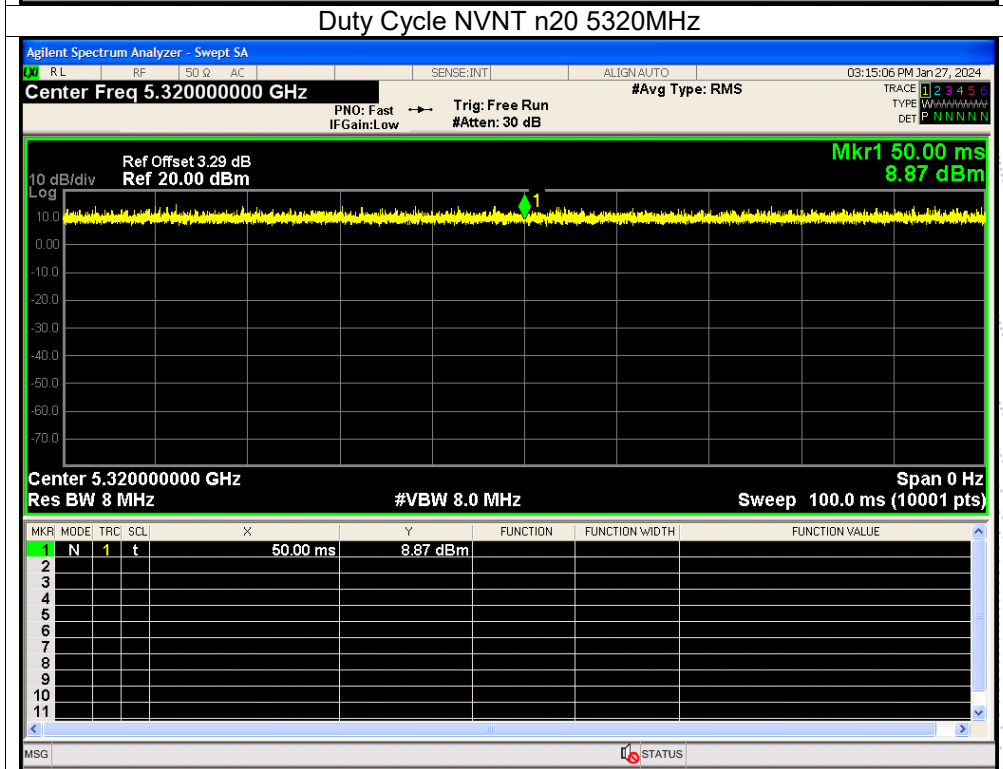 Duty Cycle NVNT n20 5320MHz
Agilent Spectrum Analyzer - Swept SA
LXI RL RF 50 Ω AC SENSE:INT ALIGN AUTO 03:15:06 PM Jan 27, 2024
Center Freq 5.320000000 GHz #Avg Type: RMS TRACE 1 2 3 4 5 6
PNO: Fast Trig: Free Run TYPE WWWWWW
IFGain:Low #Atten: 30 dB DET P N N N N N
Ref Offset 3.29 dB Mkr1 50.00 ms
10 dB/div Ref 20.00 dBm 8.87 dBm
Log
1
10.0
0.00
-10.0
-20.0
-30.0
-40.0
-50.0
-60.0
-70.0
Center 5.320000000 GHz Span 0 Hz
Res BW 8 MHz #VBW 8.0 MHz Sweep 100.0 ms (10001 pts)
MKR MODE TRC SCL X Y FUNCTION FUNCTION WIDTH FUNCTION VALUE
1 N 1 t 50.00 ms 8.87 dBm
2
3
4
5
6
7
8
9
10
11
MSG STATUS